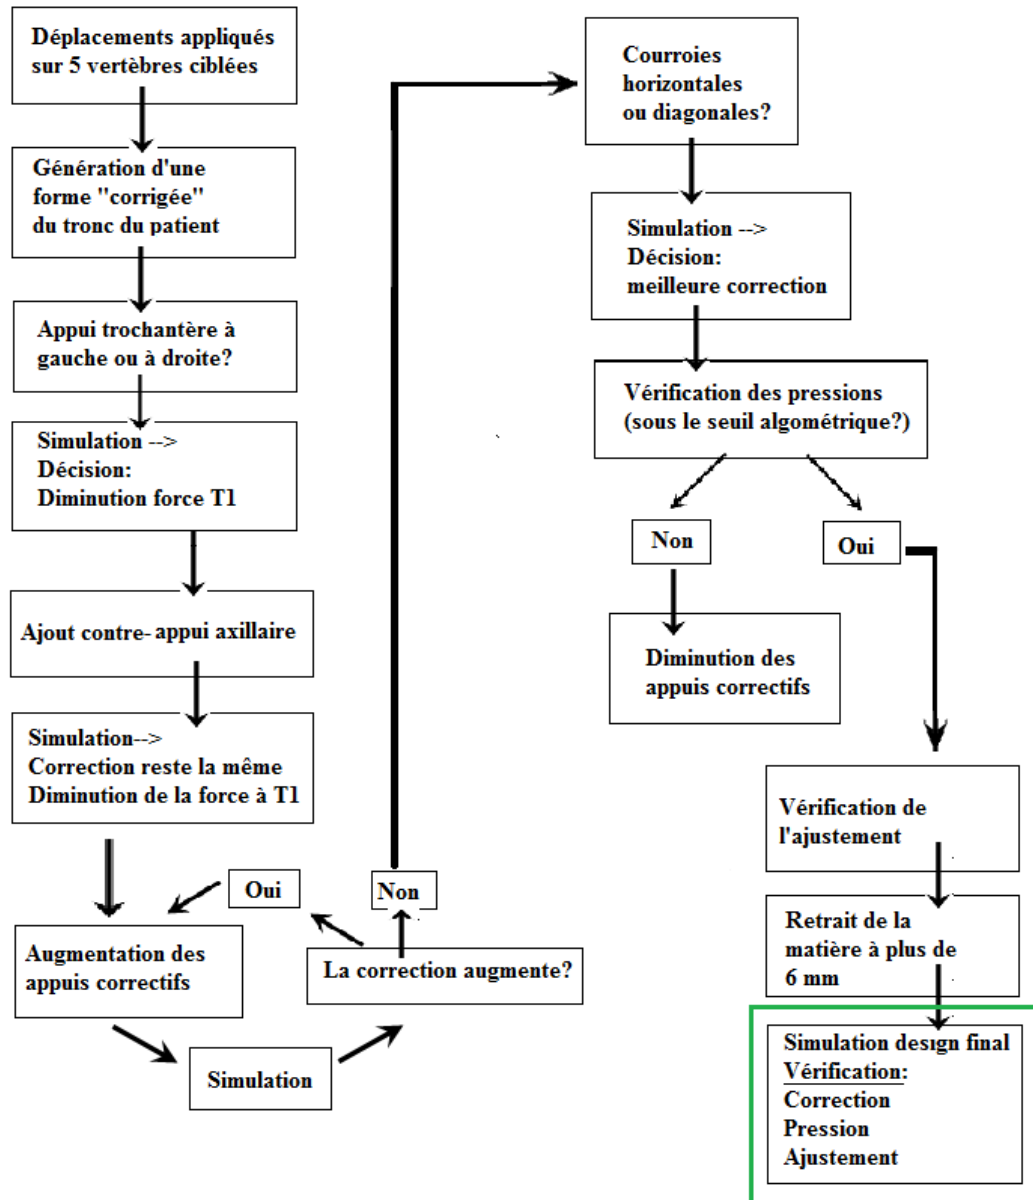 Déplacements appliqués
sur 5 vertèbres ciblées
Génération d'une
forme "corrigée"
du tronc du patient
Appui trochantère à
gauche ou à droite?
Simulation -->
Décision:
Diminution force T1
Ajout contre- appui axillaire
Simulation-->
Correction reste la même
Diminution de la force à T1
Augmentation des
appuis correctifs
Simulation
La correction augmente?
Oui
Non
Courroies
horizontales
ou diagonales?
Simulation -->
Décision:
meilleure correction
Vérification des pressions
(sous le seuil algométrique?)
Non
Diminution des
appuis correctifs
Oui
Vérification de
l'ajustement
Retrait de la
matière à plus de
6 mm
Simulation design final
Vérification:
Correction
Pression
Ajustement